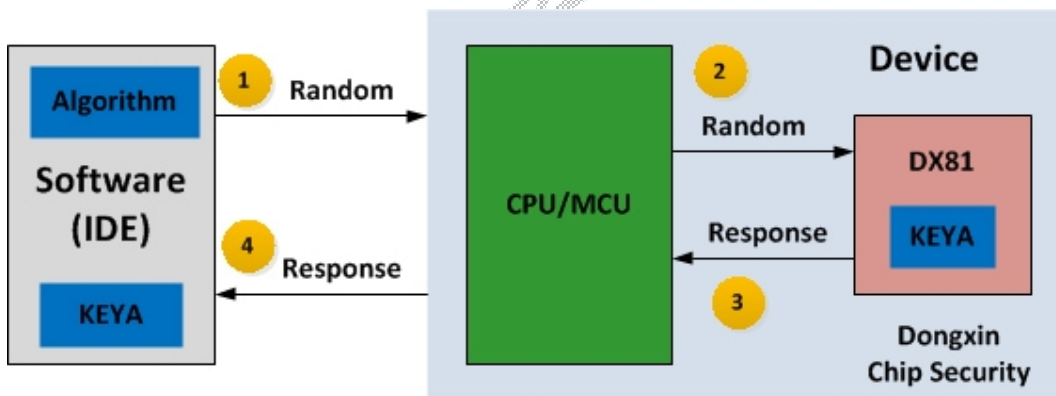 Algorithm
Software
(IDE)
KEYA
1
Random
4
Response
CPU/MCU
2
Random
Response
3
Device
DX81
KEYA
Dongxin
Chip Security